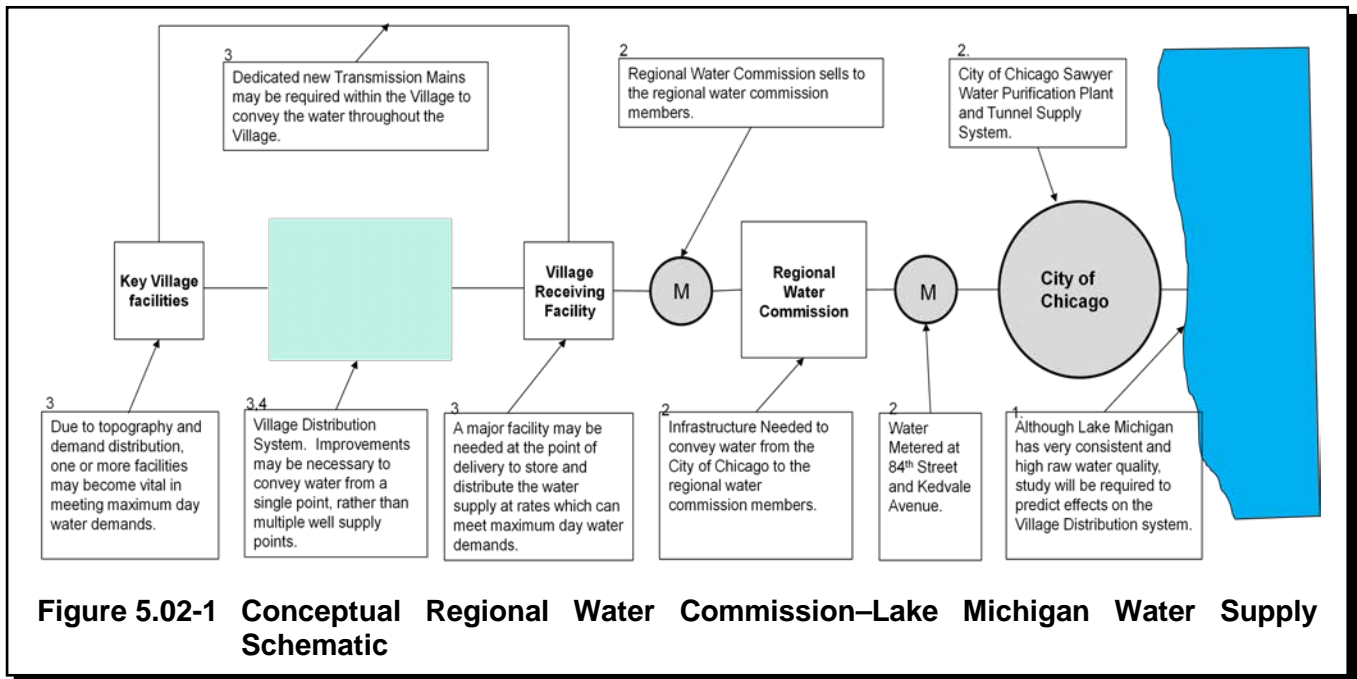 3
Dedicated new Transmission Mains
may be required within the Village to
convey the water throughout the
Village.
2
Regional Water Commission sells to
the regional water commission
members.
2.
City of Chicago Sawyer
Water Purification Plant
and Tunnel Supply
System.
Key Village
facilities
Village
Receiving
Facility
M
Regional
Water
Commission
M
City of
Chicago
3
Due to topography and
demand distribution,
one or more facilities
may become vital in
meeting maximum day
water demands.
3,4
Village Distribution
System. Improvements
may be necessary to
convey water from a
single point, rather than
multiple well supply
points.
3
A major facility may be
needed at the point of
delivery to store and
distribute the water
supply at rates which can
meet maximum day water
demands.
2
Infrastructure Needed to
convey water from the
City of Chicago to the
regional water
commission members.
2
Water
Metered at
84th Street
and Kedvale
Avenue.
1.
Although Lake Michigan
has very consistent and
high raw water quality,
study will be required to
predict effects on the
Village Distribution system.
Figure 5.02-1 Conceptual Regional Water Commission–Lake Michigan Water Supply
Schematic